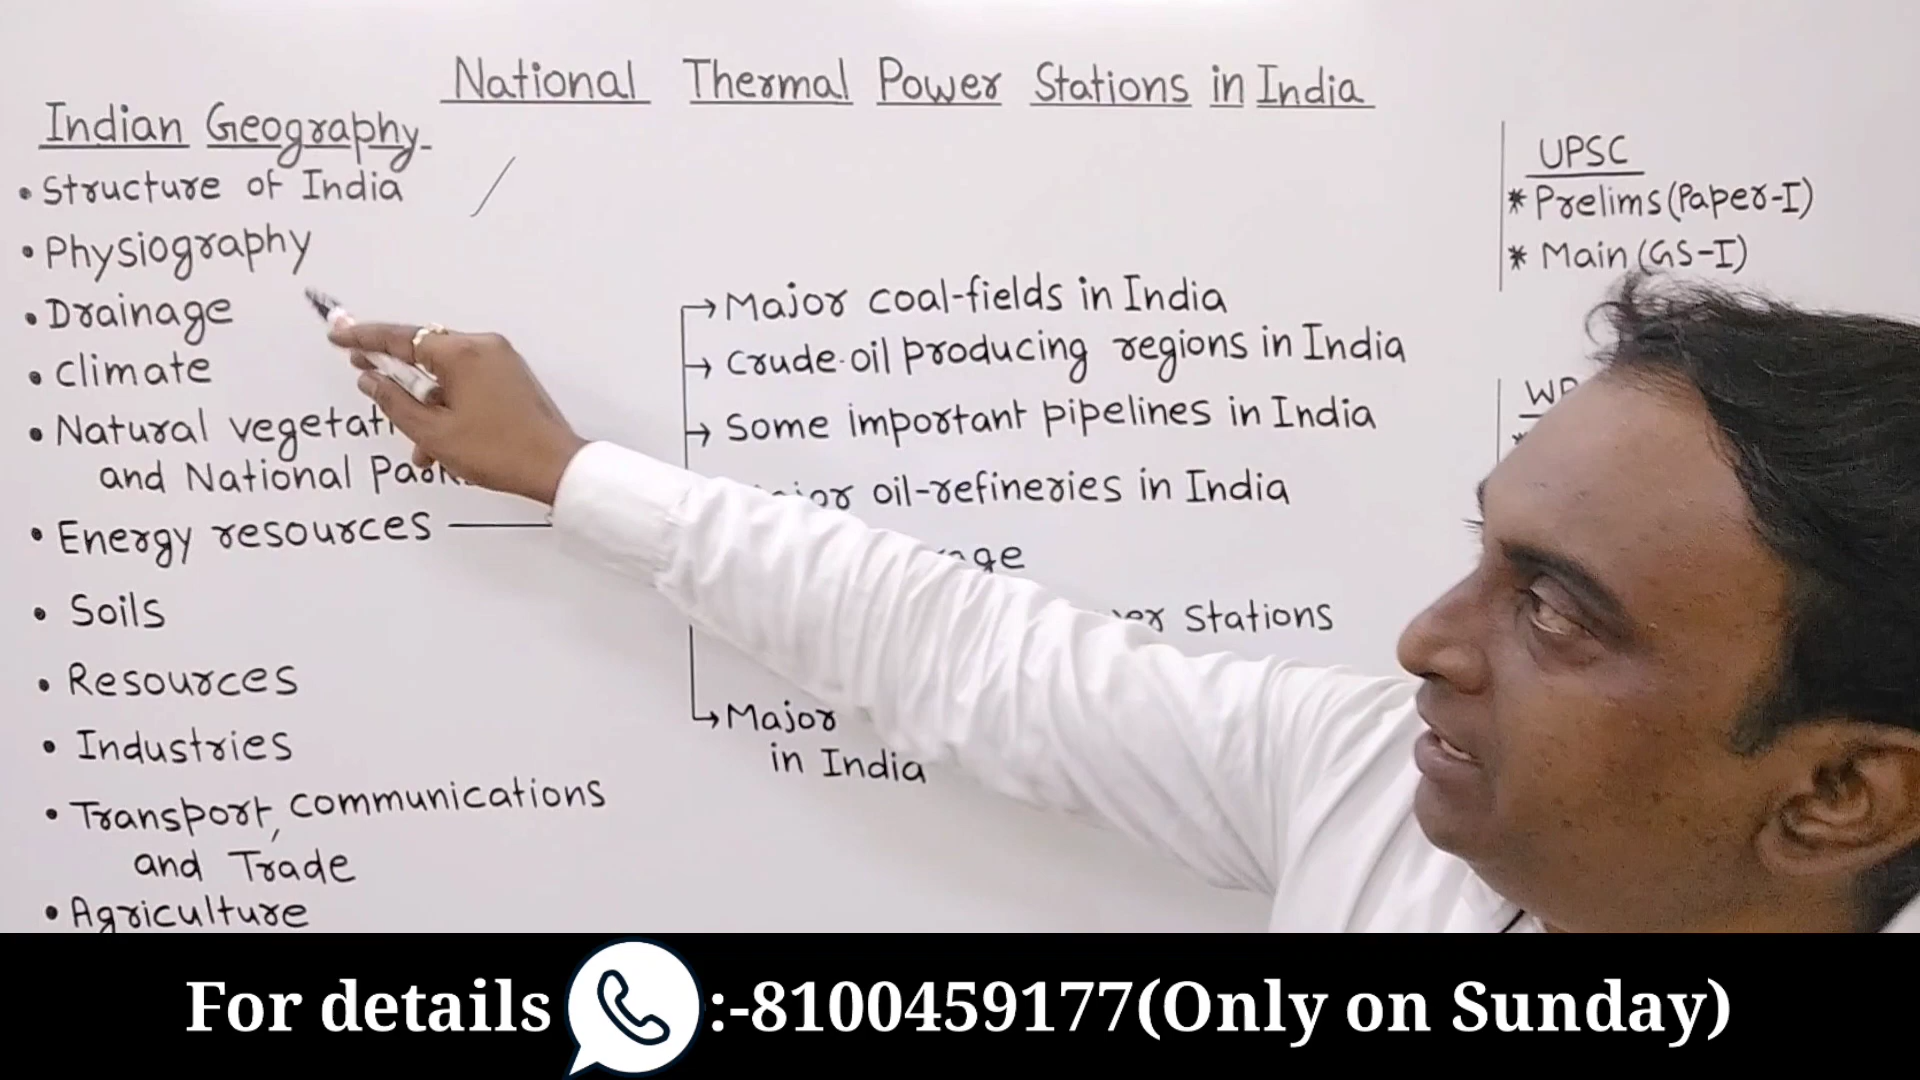 National Thermal Power Stations in India
Indian Geography
• Structure of India
• Physiography
• Drainage
• Climate
• Natural
and National
• Energy resources
• Soils
• Resources
• Industries
• Transport, communications
and Trade
• Agriculture
→ Major coal-fields in India
→ Crude-oil producing regions in India
→ Some important pipelines in India
oil-refineries in India
Stations
→ Major
in India
UPSC
* Prelims (Paper-I)
* Main (GS-I)
For details :-8100459177(Only on Sunday)